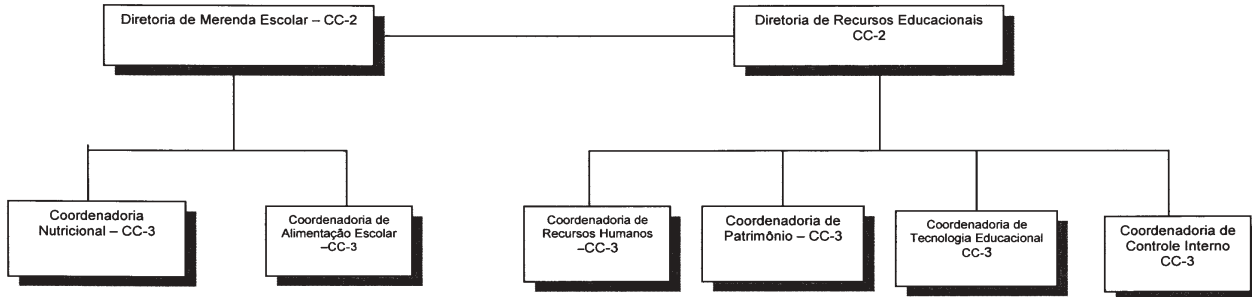 Diretoria de Merenda Escolar – CC-2
Diretoria de Recursos Educacionais
CC-2
Coordenadoria
Nutricional – CC-3
Coordenadoria de
Alimentação Escolar
–CC-3
Coordenadoria de
Recursos Humanos
–CC-3
Coordenadoria de
Patrimônio – CC-3
Coordenadoria de
Tecnologia Educacional
CC-3
Coordenadoria de
Controle Interno
CC-3